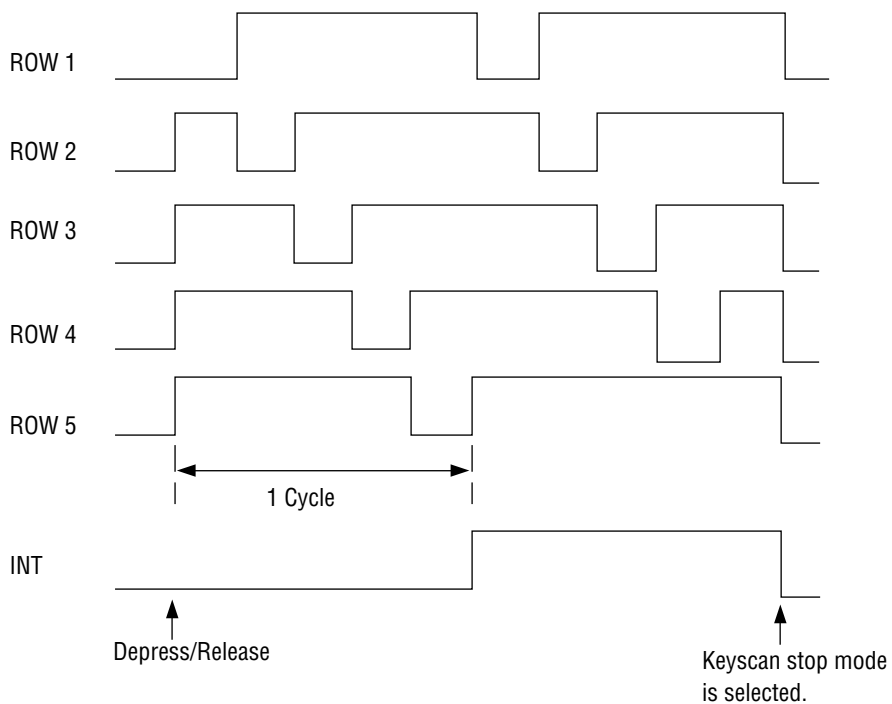 ROW 1
ROW 2
ROW 3
ROW 4
ROW 5
1 Cycle
INT
Depress/Release
Keyscan stop mode
is selected.